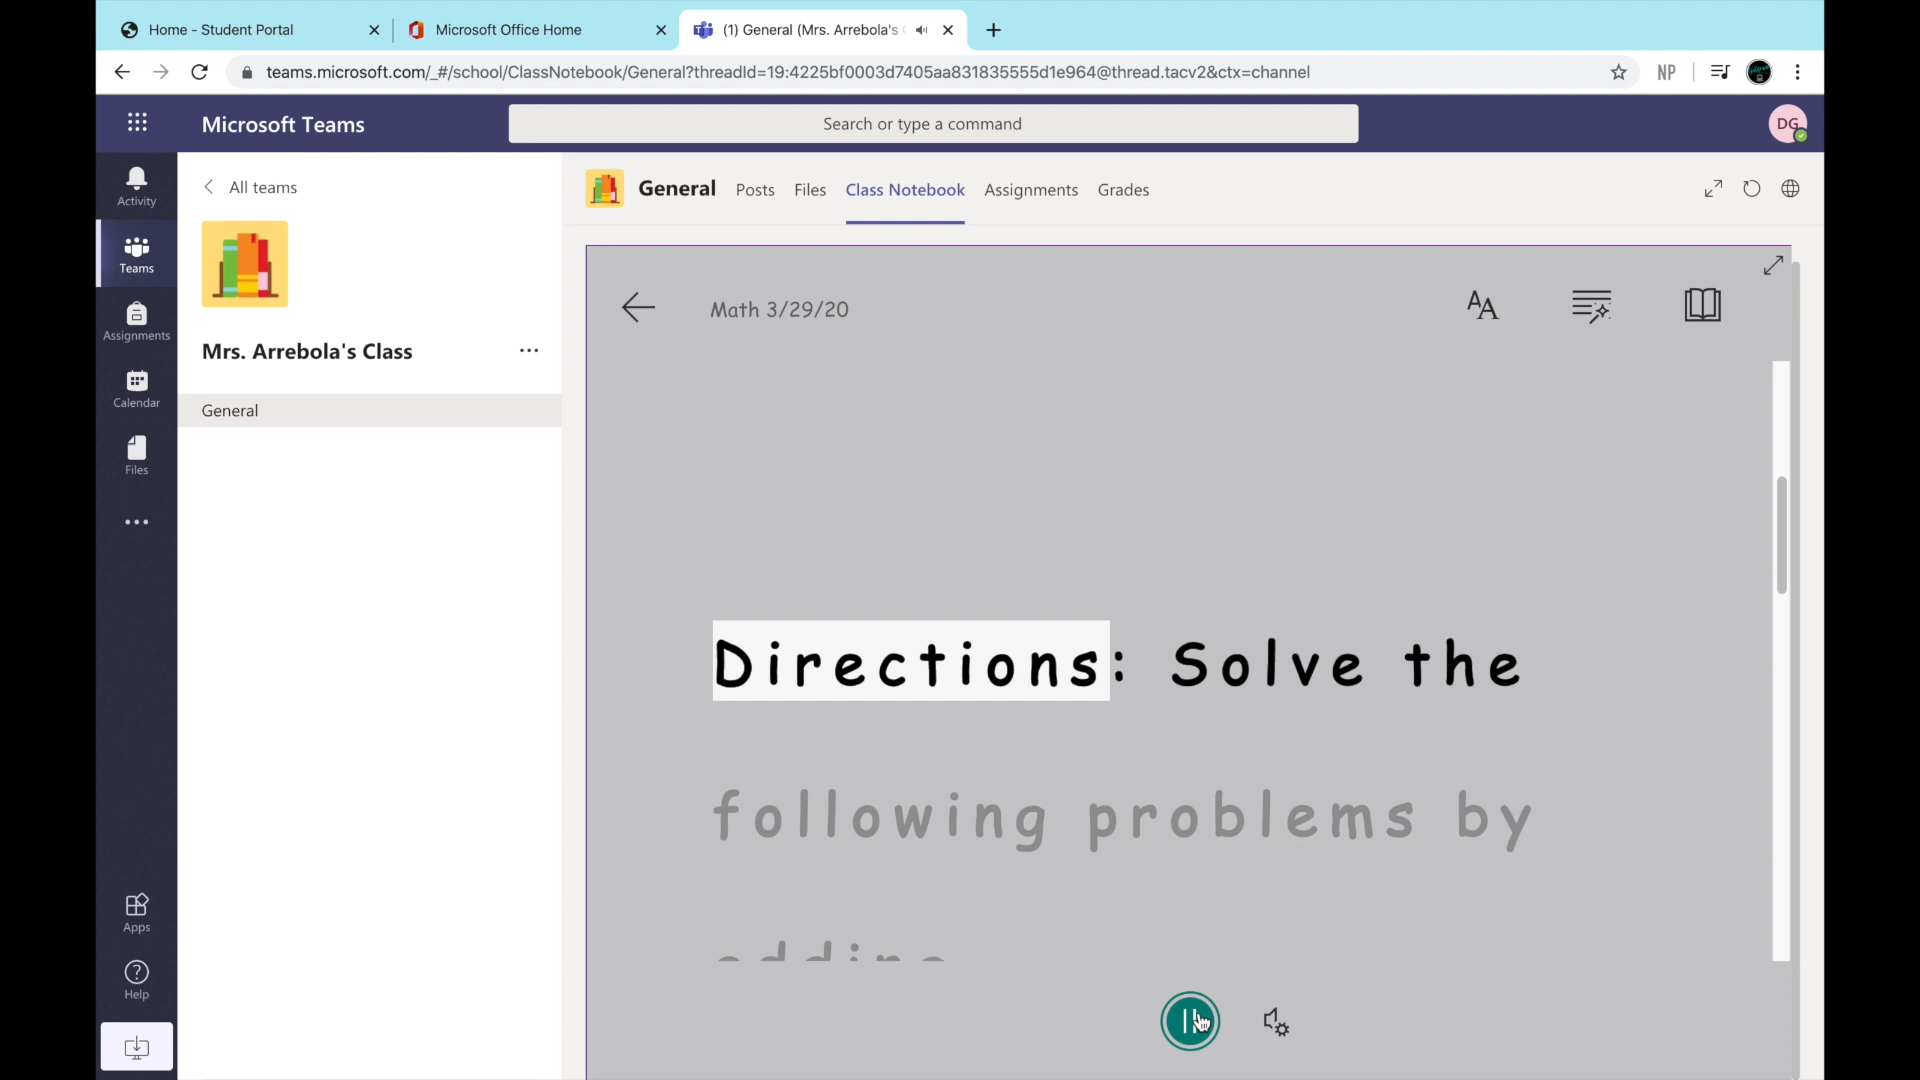 Home - Student Portal
Microsoft Office Home
(1) General (Mrs. Arrebola's
teams.microsoft.com/_#/school/ClassNotebook/General?threadId=19:4225bf0003d7405aa831835555d1e964@thread.tacv2&ctx=channel
NP
Microsoft Teams
Search or type a command
DG
Activity
Teams
Assignments
Calendar
Files
Apps
Help
All teams
Mrs. Arrebola's Class
General
General
Posts
Files
Class Notebook
Assignments
Grades
Math 3/29/20
AA
Directions: Solve the
following problems by
adding